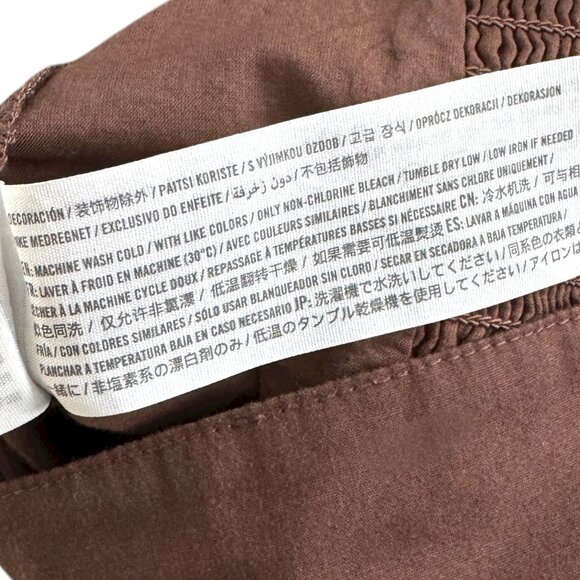 DECORACIÓN / 装饰物除外 / PAITSI KORISTE / S VÝJIMKOU OZDOB / 고급 장식 / OPRÓCZ DEKORACJI / DEKORASJON
IKKE MEDREGNET / EXCLUSIVO DO ENFEITE / دون زخرفة / 不包括飾物
EN: MACHINE WASH COLD / WITH LIKE COLORS / ONLY NON-CHLORINE BLEACH / TUMBLE DRY LOW / LOW IRON IF NEEDED
FR: LAVER À FROID EN MACHINE (30°C) / AVEC COULEURS SIMILAIRES / BLANCHIMENT SANS CHLORE UNIQUEMENT /
SÉCHER À LA MACHINE CYCLE DOUX / REPASSAGE À TEMPÉRATURES BASSES SI NÉCESSAIRE CN: 冷水机洗 / 可与相
似色同洗 / 仅允许非氯漂 / 低温翻转干燥 / 如果需要可低温熨烫 ES: LAVAR A MÁQUINA CON AGUA
FRÍA / CON COLORES SIMILARES / SÓLO USAR BLANQUEADOR SIN CLORO / SECAR EN SECADORA A BAJA TEMPERATURA /
PLANCHAR A TEMPERATURA BAJA EN CASO NECESARIO JP: 洗濯機で水洗いしてください / 同系色の衣類と
一緒に / 非塩素系の漂白剤のみ / 低温のタンブル乾燥機を使用してください / アイロンは